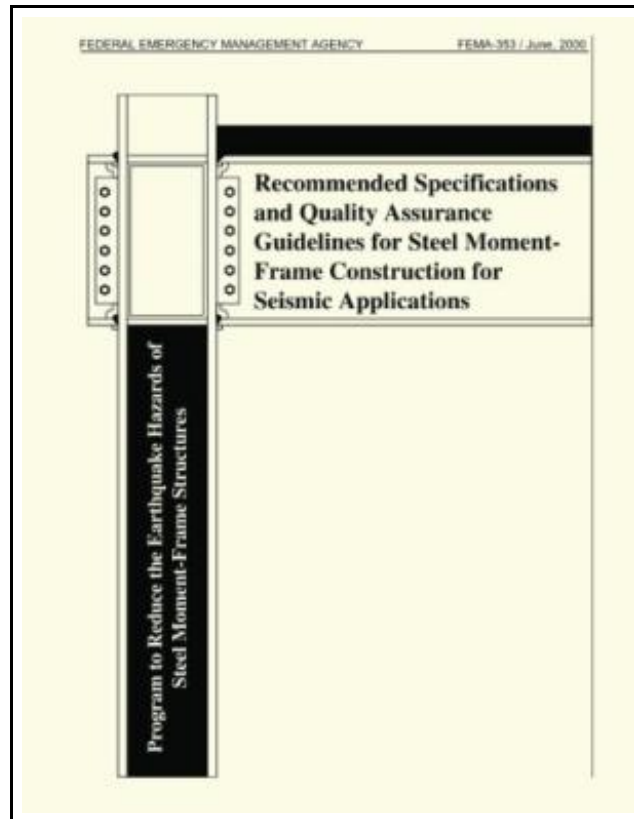 FEDERAL EMERGENCY MANAGEMENT AGENCY FEMA-353 / June, 2000
Recommended Specifications
and Quality Assurance
Guidelines for Steel Moment-
Frame Construction for
Seismic Applications
Program to Reduce the Earthquake Hazards of
Steel Moment-Frame Structures